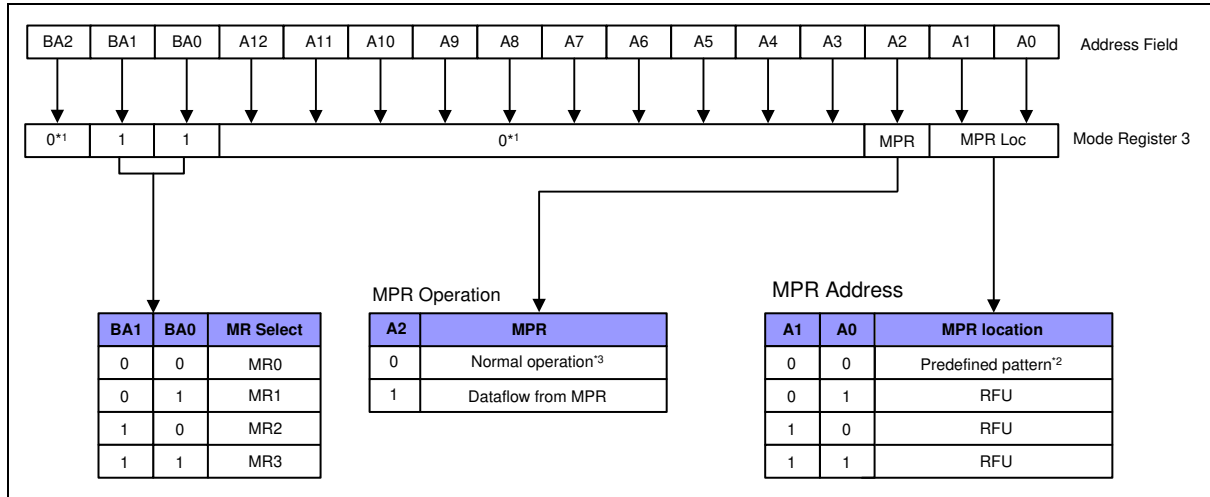 BA2 BA1 BA0 A12 A11 A10 A9 A8 A7 A6 A5 A4 A3 A2 A1 A0 Address Field
0*1 1 1 0*1 MPR MPR Loc Mode Register 3
MPR Operation
MPR Address
BA1 BA0 MR Select
0 0 MR0
0 1 MR1
1 0 MR2
1 1 MR3
A2 MPR
0 Normal operation*3
1 Dataflow from MPR
A1 A0 MPR location
0 0 Predefined pattern*2
0 1 RFU
1 0 RFU
1 1 RFU